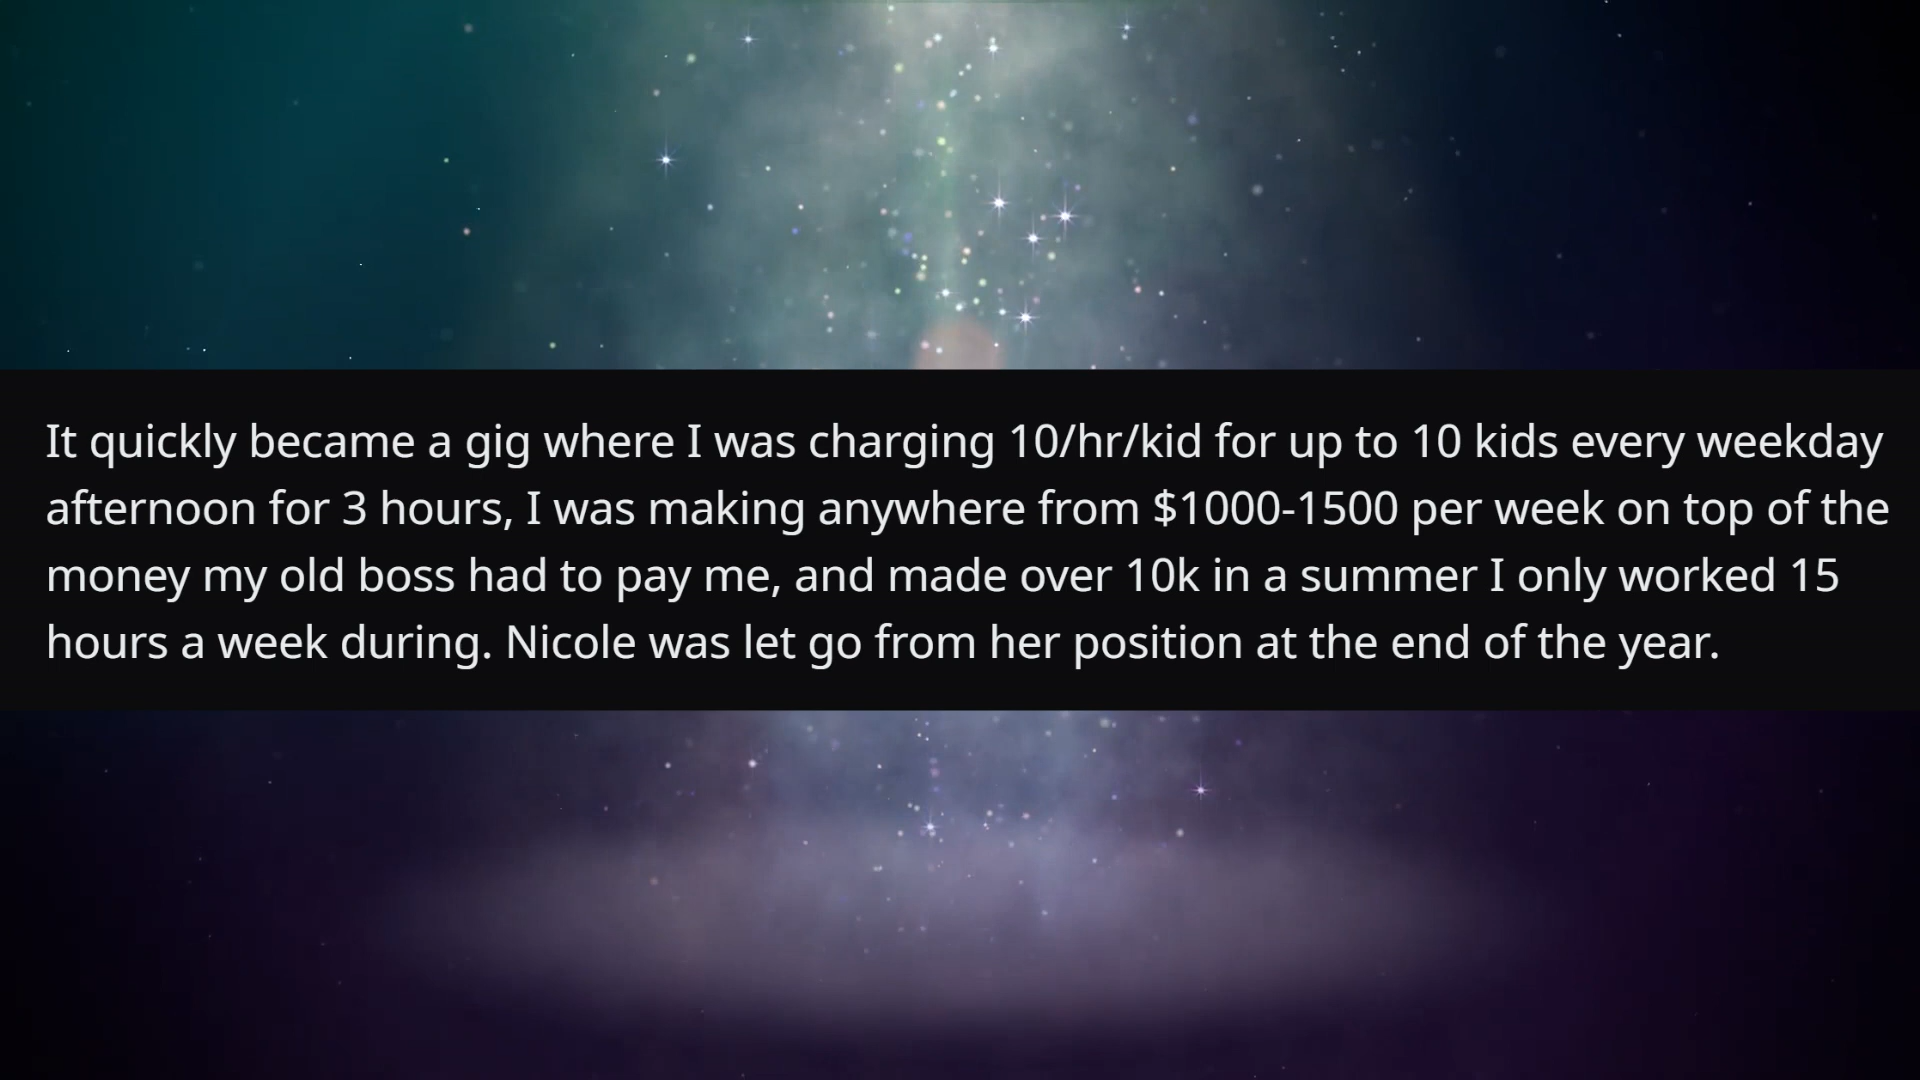 It quickly became a gig where I was charging 10/hr/kid for up to 10 kids every weekday
afternoon for 3 hours, I was making anywhere from $1000-1500 per week on top of the
money my old boss had to pay me, and made over 10k in a summer I only worked 15
hours a week during. Nicole was let go from her position at the end of the year.